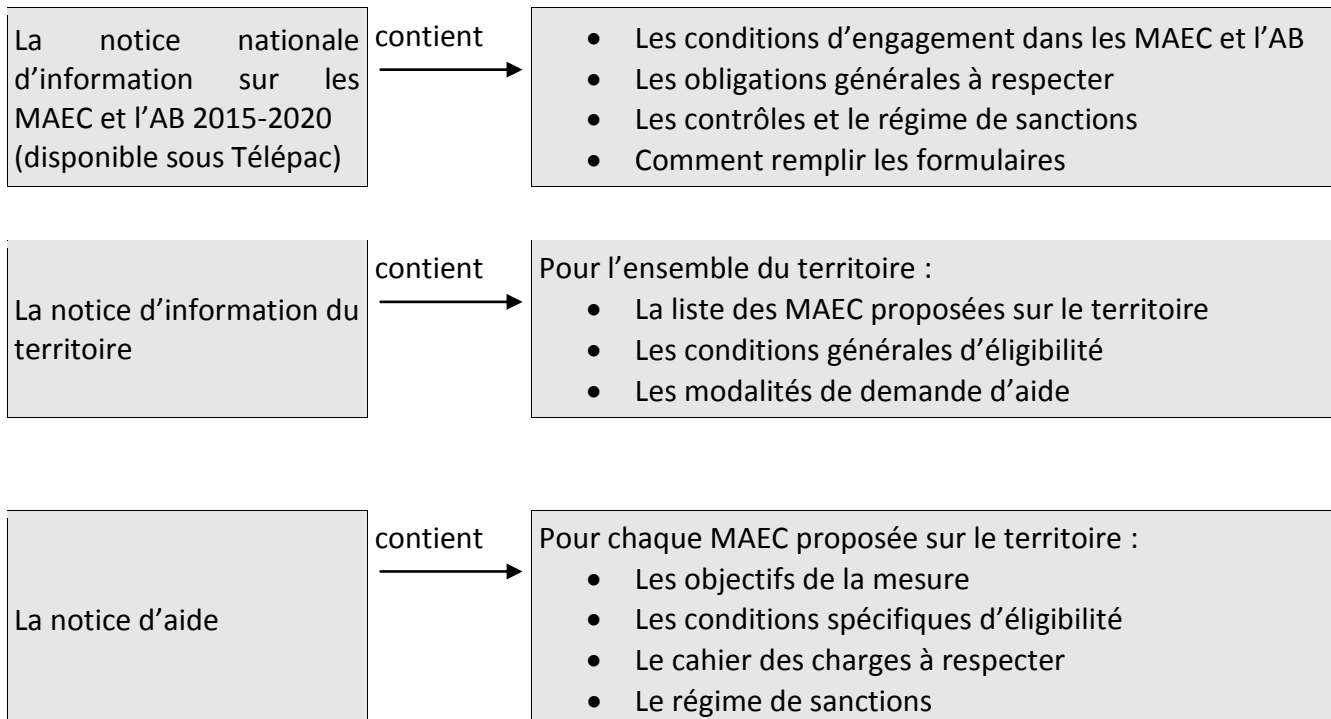 La notice nationale
d'information sur les
MAEC et l'AB 2015-2020
(disponible sous Télépac)
contient
• Les conditions d'engagement dans les MAEC et l'AB
• Les obligations générales à respecter
• Les contrôles et le régime de sanctions
• Comment remplir les formulaires
La notice d'information du
territoire
contient
Pour l'ensemble du territoire :
• La liste des MAEC proposées sur le territoire
• Les conditions générales d'éligibilité
• Les modalités de demande d'aide
La notice d'aide
contient
Pour chaque MAEC proposée sur le territoire :
• Les objectifs de la mesure
• Les conditions spécifiques d'éligibilité
• Le cahier des charges à respecter
• Le régime de sanctions